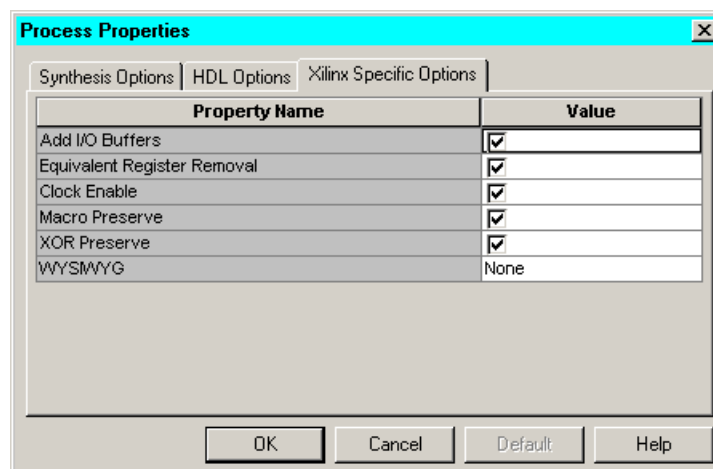 Process Properties
Synthesis Options HDL Options Xilinx Specific Options
Property Name Value
Add I/O Buffers
Equivalent Register Removal
Clock Enable
Macro Preserve
XOR Preserve
WYSIWYG None
OK Cancel Default Help